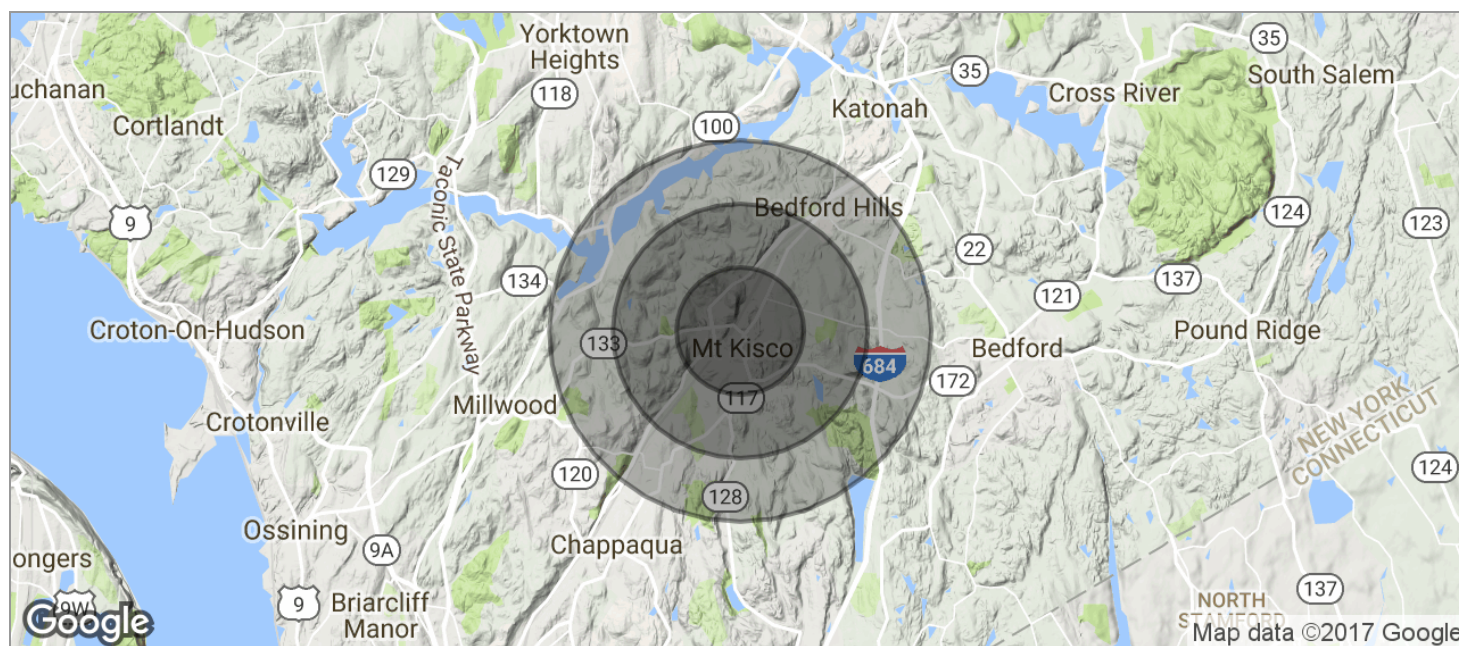 Yorktown
Heights
35
South Salem
35
118
Cross River
uchanan
Katonah
Cortlandt
100
129
Taconic State Parkway
Bedford Hills
124
123
9
22
134
137
121
Croton-On-Hudson
Pound Ridge
133
Mt Kisco
Bedford
684
172
117
Millwood
Crotonville
NEW YORK
CONNECTICUT
120
124
128
Ossining
Chappaqua
9A
ongers
137
9
Briarcliff
Manor
NORTH
STAMFORD
9W
Google
Map data ©2017 Google